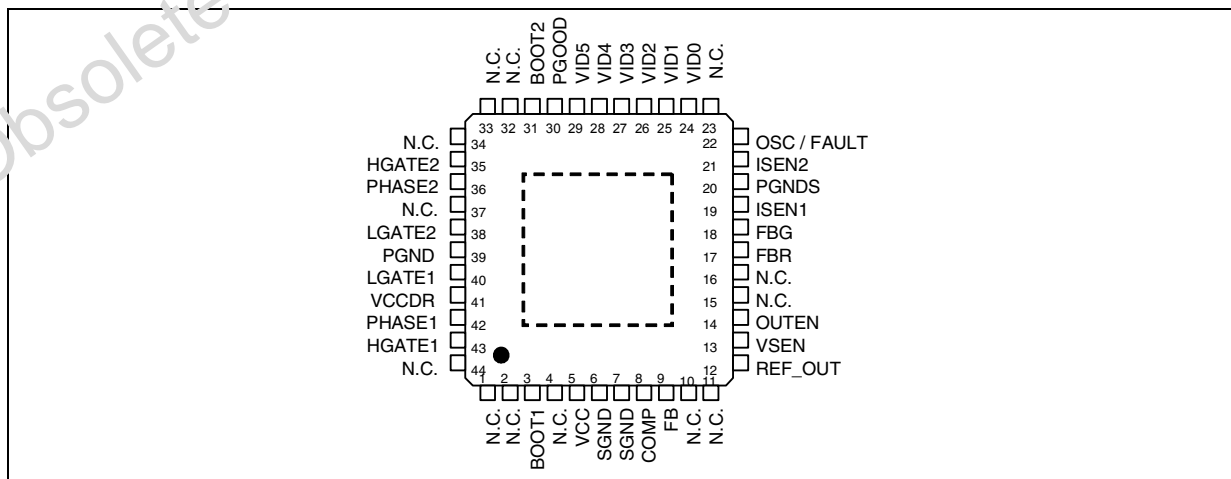 Obsolete
N.C.
N.C.
BOOT2
PGOOD
VID5
VID4
VID3
VID2
VID1
VID0
N.C.
33 32 31 30 29 28 27 26 25 24 23
N.C. 34
HGATE2 35
PHASE2 36
N.C. 37
LGATE2 38
PGND 39
LGATE1 40
VCCDR 41
PHASE1 42
HGATE1 43
N.C. 44
22 OSC / FAULT
21 ISEN2
20 PGNDS
19 ISEN1
18 FBG
17 FBR
16 N.C.
15 N.C.
14 OUTEN
13 VSEN
12 REF_OUT
1 2 3 4 5 6 7 8 9 10 11
N.C.
N.C.
BOOT1
N.C.
VCC
SGND
SGND
COMP
FB
N.C.
N.C.